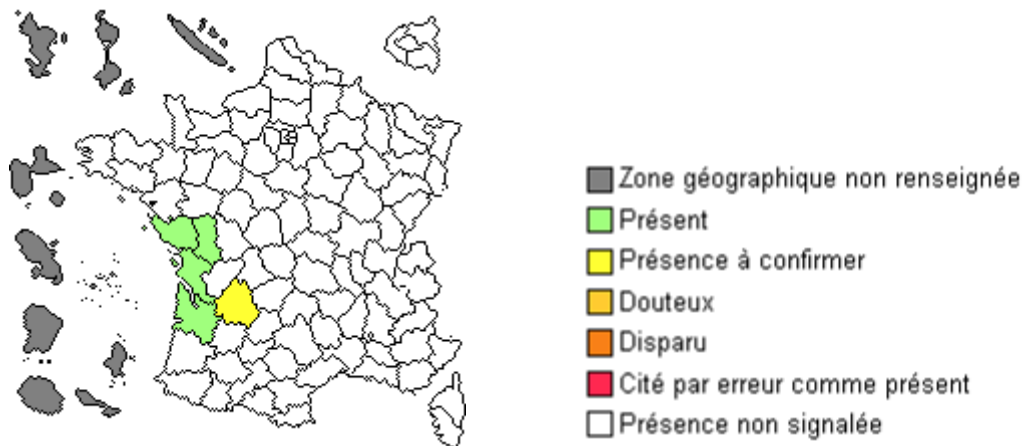 Zone géographique non renseignée
Présent
Présence à confirmer
Douteux
Disparu
Cité par erreur comme présent
Présence non signalée